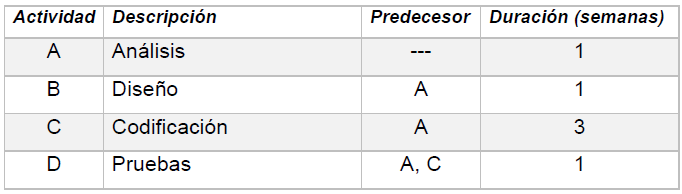 Actividad Descripción Predecesor Duración (semanas)
A Análisis --- 1
B Diseño A 1
C Codificación A 3
D Pruebas A, C 1